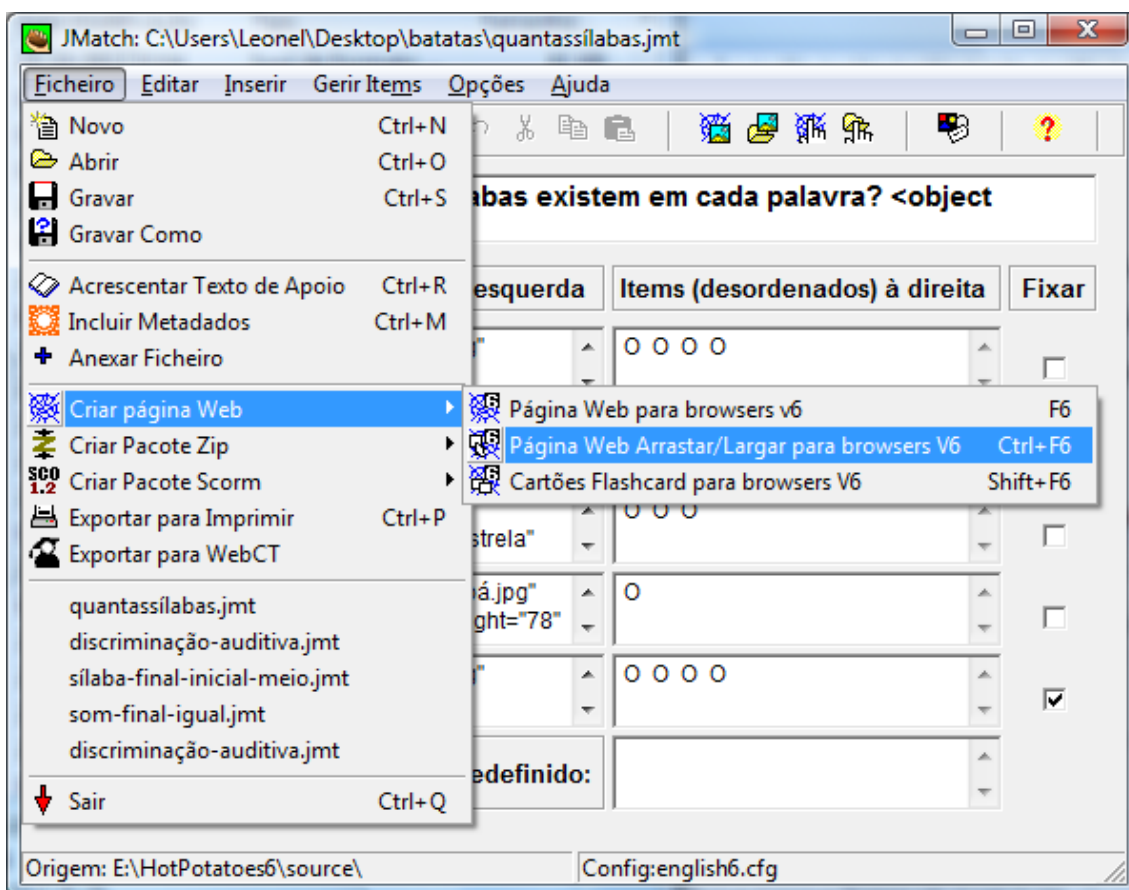 JMatch: C:\Users\Leonel\Desktop\batatas\quantassílabas.jmt
Ficheiro Editar Inserir Gerir Items Opções Ajuda
Novo Ctrl+N
Abrir Ctrl+O
Gravar Ctrl+S
Gravar Como
Acrescentar Texto de Apoio Ctrl+R
Incluir Metadados Ctrl+M
Anexar Ficheiro
Criar página Web
Criar Pacote Zip
Criar Pacote Scorm
Exportar para Imprimir Ctrl+P
Exportar para WebCT
quantassílabas.jmt
discriminação-auditiva.jmt
sílaba-final-inicial-meio.jmt
som-final-igual.jmt
discriminação-auditiva.jmt
Sair Ctrl+Q
Página Web para browsers v6 F6
Página Web Arrastar/Largar para browsers V6 Ctrl+F6
Cartões Flashcard para browsers V6 Shift+F6
abas existem em cada palavra? <object
esquerda Items (desordenados) à direita Fixar
O O O O
O O O
strela"
á.jpg" O
ght="78"
O O O O
edefinido:
Origem: E:\HotPotatoes6\source\ Config:english6.cfg